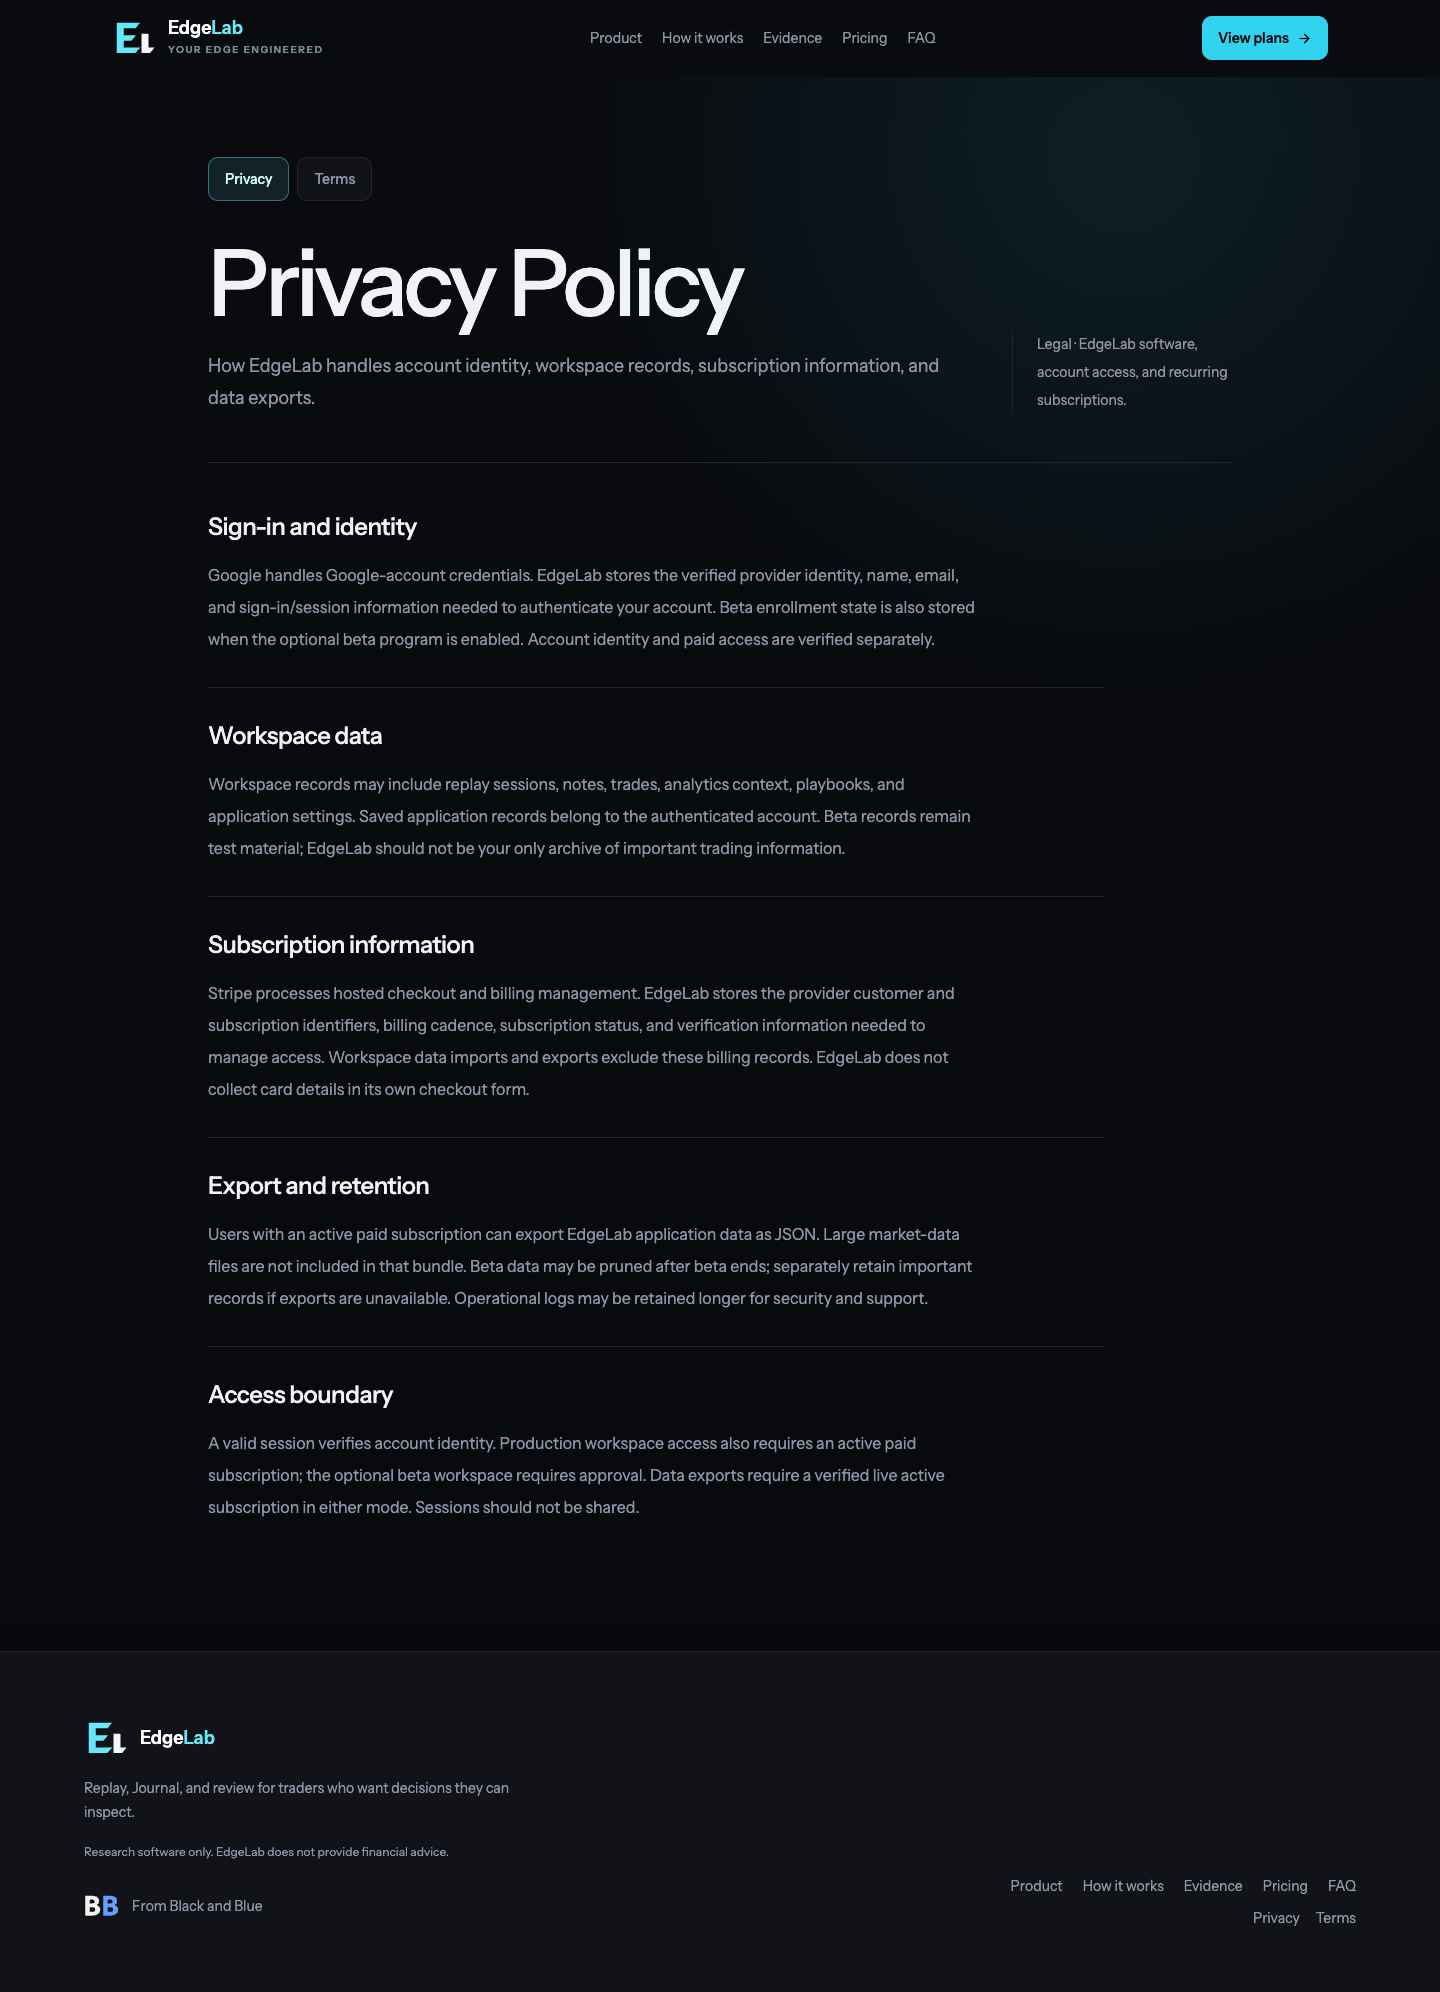 EL EdgeLab
YOUR EDGE ENGINEERED
Product How it works Evidence Pricing FAQ
View plans →
Privacy Terms
Privacy Policy
How EdgeLab handles account identity, workspace records, subscription information, and
data exports.
Legal · EdgeLab software,
account access, and recurring
subscriptions.
Sign-in and identity
Google handles Google-account credentials. EdgeLab stores the verified provider identity, name, email,
and sign-in/session information needed to authenticate your account. Beta enrollment state is also stored
when the optional beta program is enabled. Account identity and paid access are verified separately.
Workspace data
Workspace records may include replay sessions, notes, trades, analytics context, playbooks, and
application settings. Saved application records belong to the authenticated account. Beta records remain
test material; EdgeLab should not be your only archive of important trading information.
Subscription information
Stripe processes hosted checkout and billing management. EdgeLab stores the provider customer and
subscription identifiers, billing cadence, subscription status, and verification information needed to
manage access. Workspace data imports and exports exclude these billing records. EdgeLab does not
collect card details in its own checkout form.
Export and retention
Users with an active paid subscription can export EdgeLab application data as JSON. Large market-data
files are not included in that bundle. Beta data may be pruned after beta ends; separately retain important
records if exports are unavailable. Operational logs may be retained longer for security and support.
Access boundary
A valid session verifies account identity. Production workspace access also requires an active paid
subscription; the optional beta workspace requires approval. Data exports require a verified live active
subscription in either mode. Sessions should not be shared.
EL EdgeLab
Replay, Journal, and review for traders who want decisions they can
inspect.
Research software only. EdgeLab does not provide financial advice.
BB From Black and Blue
Product How it works Evidence Pricing FAQ
Privacy Terms